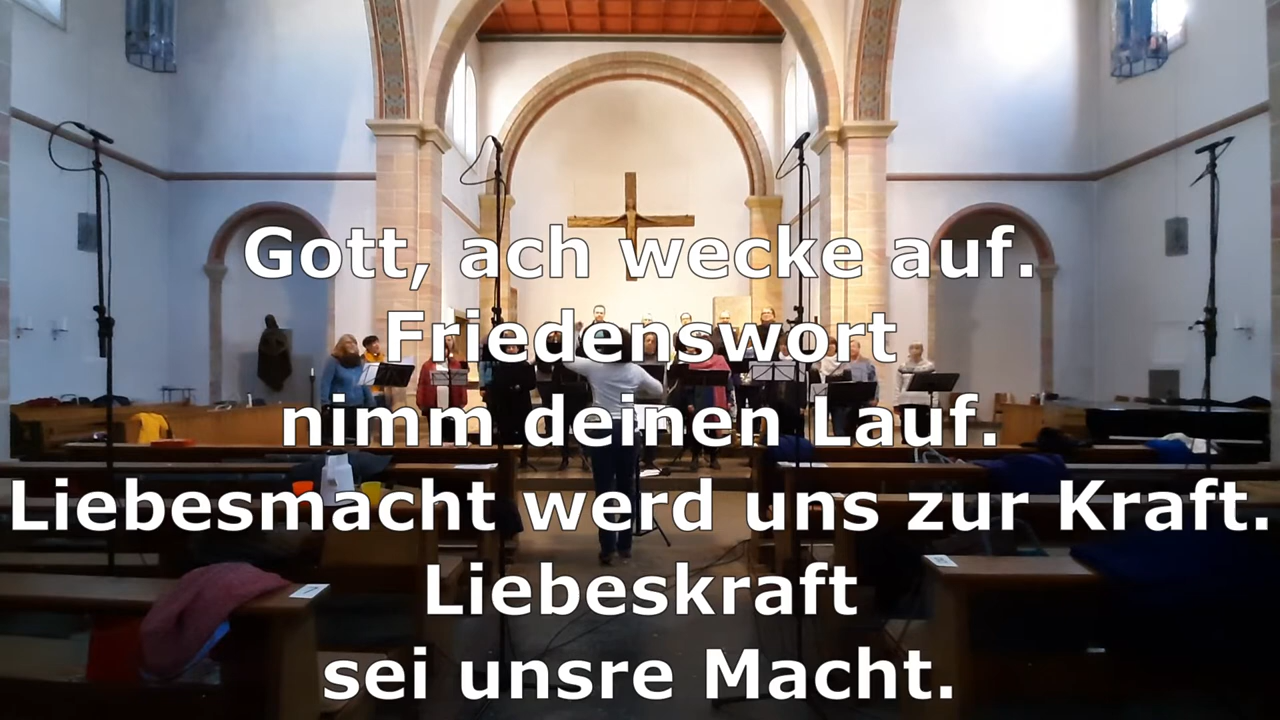 Gott, ach wecke auf.
Friedenswort
nimm deinen Lauf.
Liebesmacht werd uns zur Kraft.
Liebeskraft
sei unsre Macht.